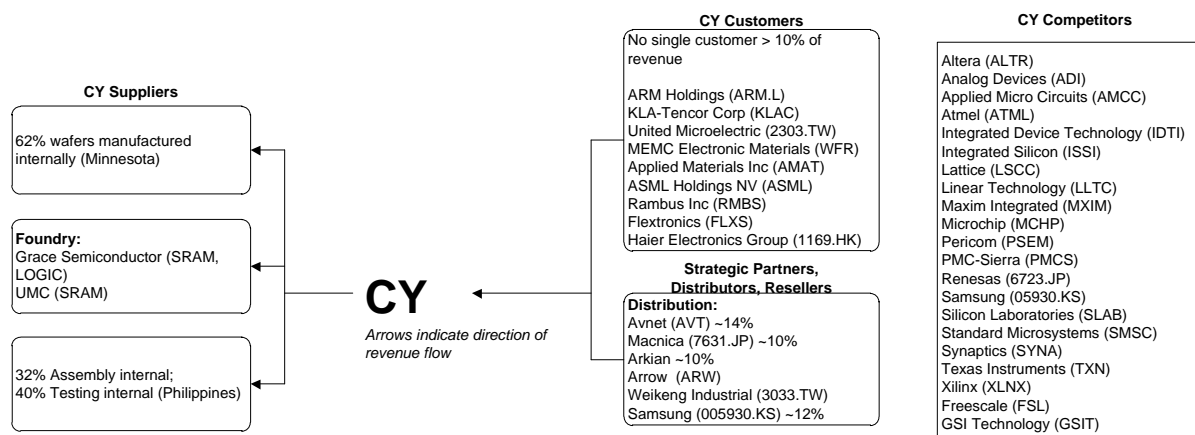 CY Suppliers
62% wafers manufactured
internally (Minnesota)
Foundry:
Grace Semiconductor (SRAM,
LOGIC)
UMC (SRAM)
32% Assembly internal;
40% Testing internal (Philippines)
CY
Arrows indicate direction of
revenue flow
CY Customers
No single customer > 10% of
revenue
ARM Holdings (ARM.L)
KLA-Tencor Corp (KLAC)
United Microelectric (2303.TW)
MEMC Electronic Materials (WFR)
Applied Materials Inc (AMAT)
ASML Holdings NV (ASML)
Rambus Inc (RMBS)
Flextronics (FLXS)
Haier Electronics Group (1169.HK)
Strategic Partners,
Distributors, Resellers
Distribution:
Avnet (AVT) ~14%
Macnica (7631.JP) ~10%
Arkian ~10%
Arrow (ARW)
Weikeng Industrial (3033.TW)
Samsung (005930.KS) ~12%
CY Competitors
Altera (ALTR)
Analog Devices (ADI)
Applied Micro Circuits (AMCC)
Atmel (ATML)
Integrated Device Technology (IDTI)
Integrated Silicon (ISSI)
Lattice (LSCC)
Linear Technology (LLTC)
Maxim Integrated (MXIM)
Microchip (MCHP)
Pericom (PSEM)
PMC-Sierra (PMCS)
Renesas (6723.JP)
Samsung (05930.KS)
Silicon Laboratories (SLAB)
Standard Microsystems (SMSC)
Synaptics (SYNA)
Texas Instruments (TXN)
Xilinx (XLNX)
Freescale (FSL)
GSI Technology (GSIT)